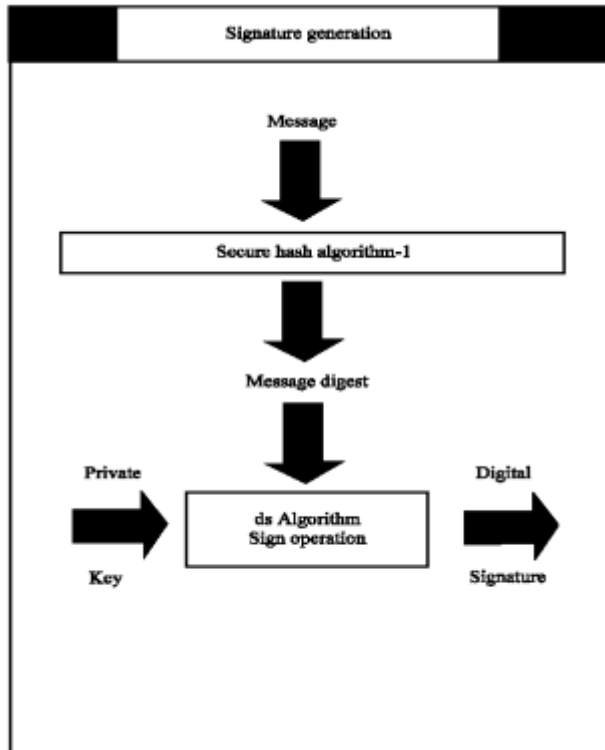 Signature generation
Message
Secure hash algorithm-1
Message digest
Private
Key
ds Algorithm
Sign operation
Digital
Signature